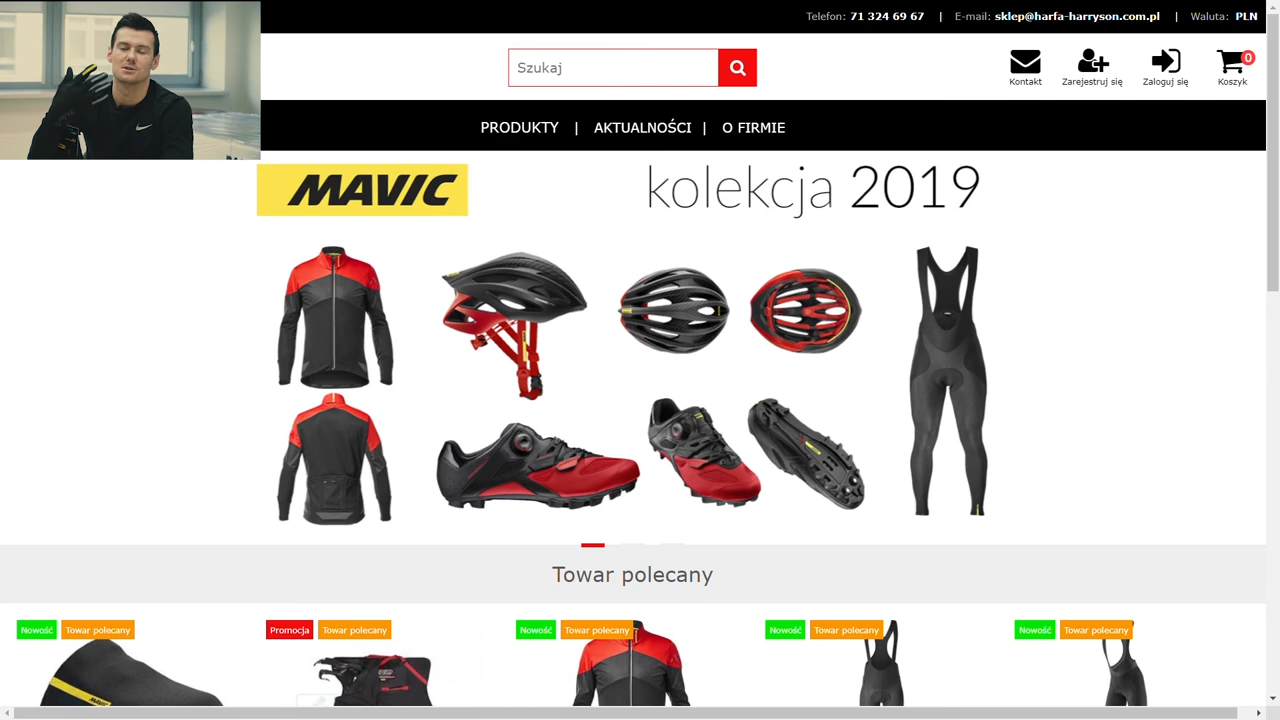 Telefon: 71 324 69 67 | E-mail: sklep@harfa-harryson.com.pl | Waluta: PLN
Szukaj
Kontakt
Zarejestruj się
Zaloguj się
Koszyk
0
PRODUKTY | AKTUALNOŚCI | O FIRMIE
MAVIC
kolekcja 2019
Towar polecany
Nowość Towar polecany
Promocja Towar polecany
Nowość Towar polecany
Nowość Towar polecany
Nowość Towar polecany
MAVIC